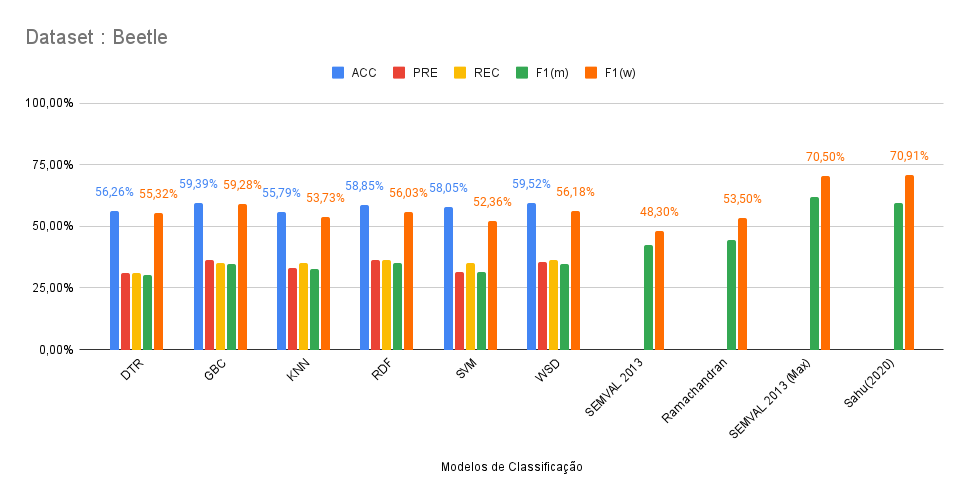 Dataset : Beetle
ACC PRE REC F1(m) F1(w)
100,00%
75,00%
50,00%
25,00%
0,00%
56,26% 55,32% 59,39% 59,28% 55,79% 53,73% 58,85% 56,03% 58,05% 52,36% 59,52% 56,18% 48,30% 53,50% 70,50% 70,91%
DTR GBC KNN RDF SVM WSD SEMVAL 2013 Ramachandran SEMVAL 2013 (Max) Sahu(2020)
Modelos de Classificação